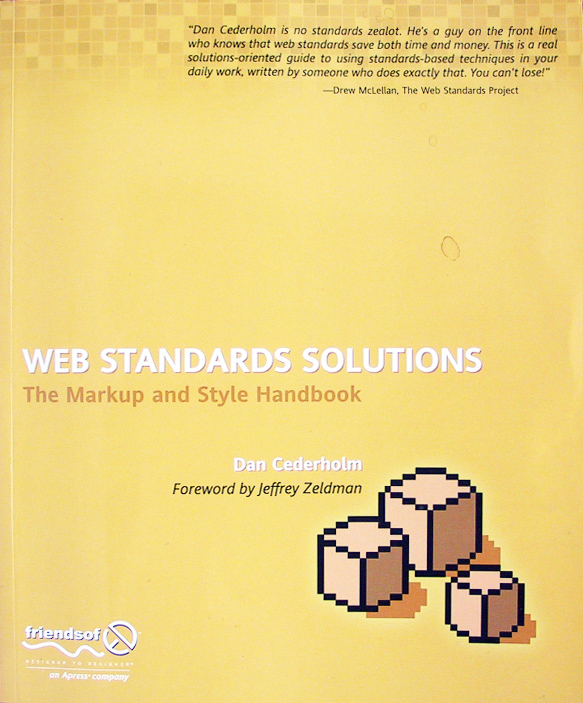 “Dan Cederholm is no standards zealot. He's a guy on the front line
who knows that web standards save both time and money. This is a real
solutions-oriented guide to using standards-based techniques in your
daily work, written by someone who does exactly that. You can't lose!”
—Drew McLellan, The Web Standards Project
WEB STANDARDS SOLUTIONS
The Markup and Style Handbook
Dan Cederholm
Foreword by Jeffrey Zeldman
friendsof
DESIGNER TO DESIGNER®
an Apress® company